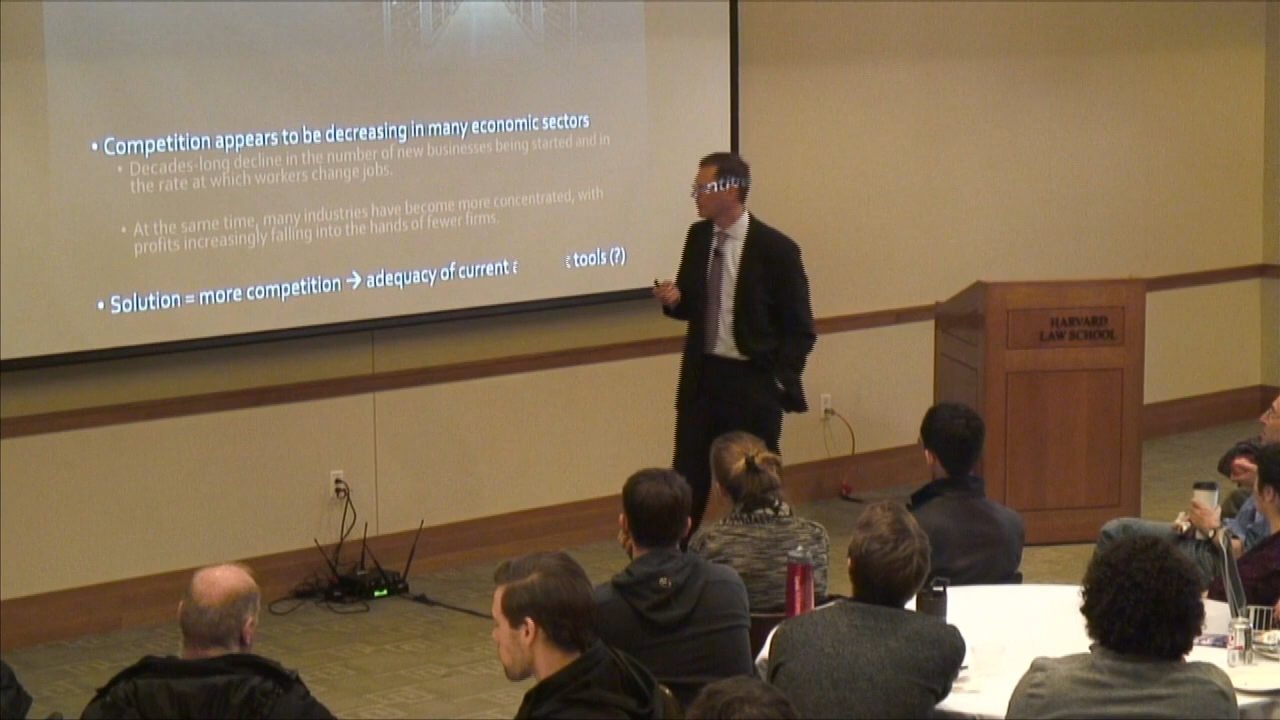 • Competition appears to be decreasing in many economic sectors
• Decades-long decline in the number of new businesses being started and in
the rate at which workers change jobs.
• At the same time, many industries have become more concentrated, with
profits increasingly falling into the hands of fewer firms.
• Solution = more competition → adequacy of current tools (?)
HARVARD
LAW SCHOOL